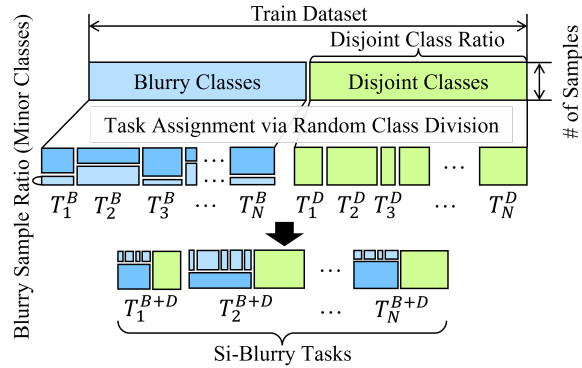 Train Dataset
Disjoint Class Ratio
Blurry Classes
Disjoint Classes
# of Samples
Task Assignment via Random Class Division
Blurry Sample Ratio (Minor Classes)
...
...
T_1^B T_2^B T_3^B ... T_N^B T_1^D T_2^D T_3^D ... T_N^D
...
T_1^{B+D} T_2^{B+D} ... T_N^{B+D}
Si-Blurry Tasks